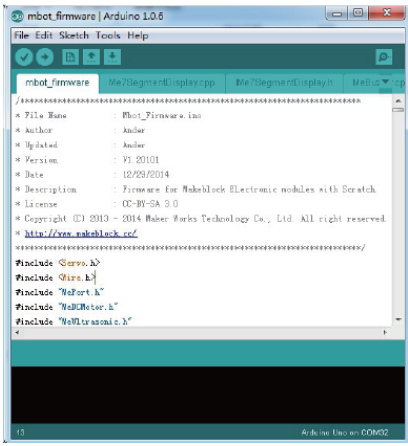 mbot_firmware | Arduino 1.0.6
File Edit Sketch Tools Help
mbot_firmware Me7SegmentDisplay.cpp Me7SegmentDisplay.h
/****************************************************************************
* File Name : Mbot_Firmware.ino
* Author : Ander
* Updated : Ander
* Version : V1.20101
* Date : 12/29/2014
* Description : Firmware for Makeblock ELectronic modules with Scratch.
* License : CC-BY-SA 3.0
* Copyright (C) 2013 - 2014 Maker Works Technology Co., Ltd. All right reserved.
* http://www.makeblock.cc/
****************************************************************************/
#include <Servo.h>
#include <Wire.h>
#include "MePort.h"
#include "MeDCMotor.h"
#include "MeUltrasonic.h"
13 Arduino Uno on COM32